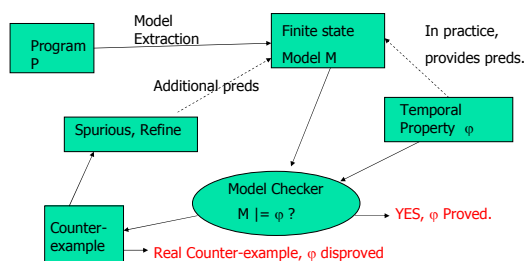 Program
P
Model
Extraction
Finite state
Model M
In practice,
provides preds.
Additional preds
Spurious, Refine
Temporal
Property φ
Model Checker
M |= φ ?
Counter-
example
YES, φ Proved.
Real Counter-example, φ disproved